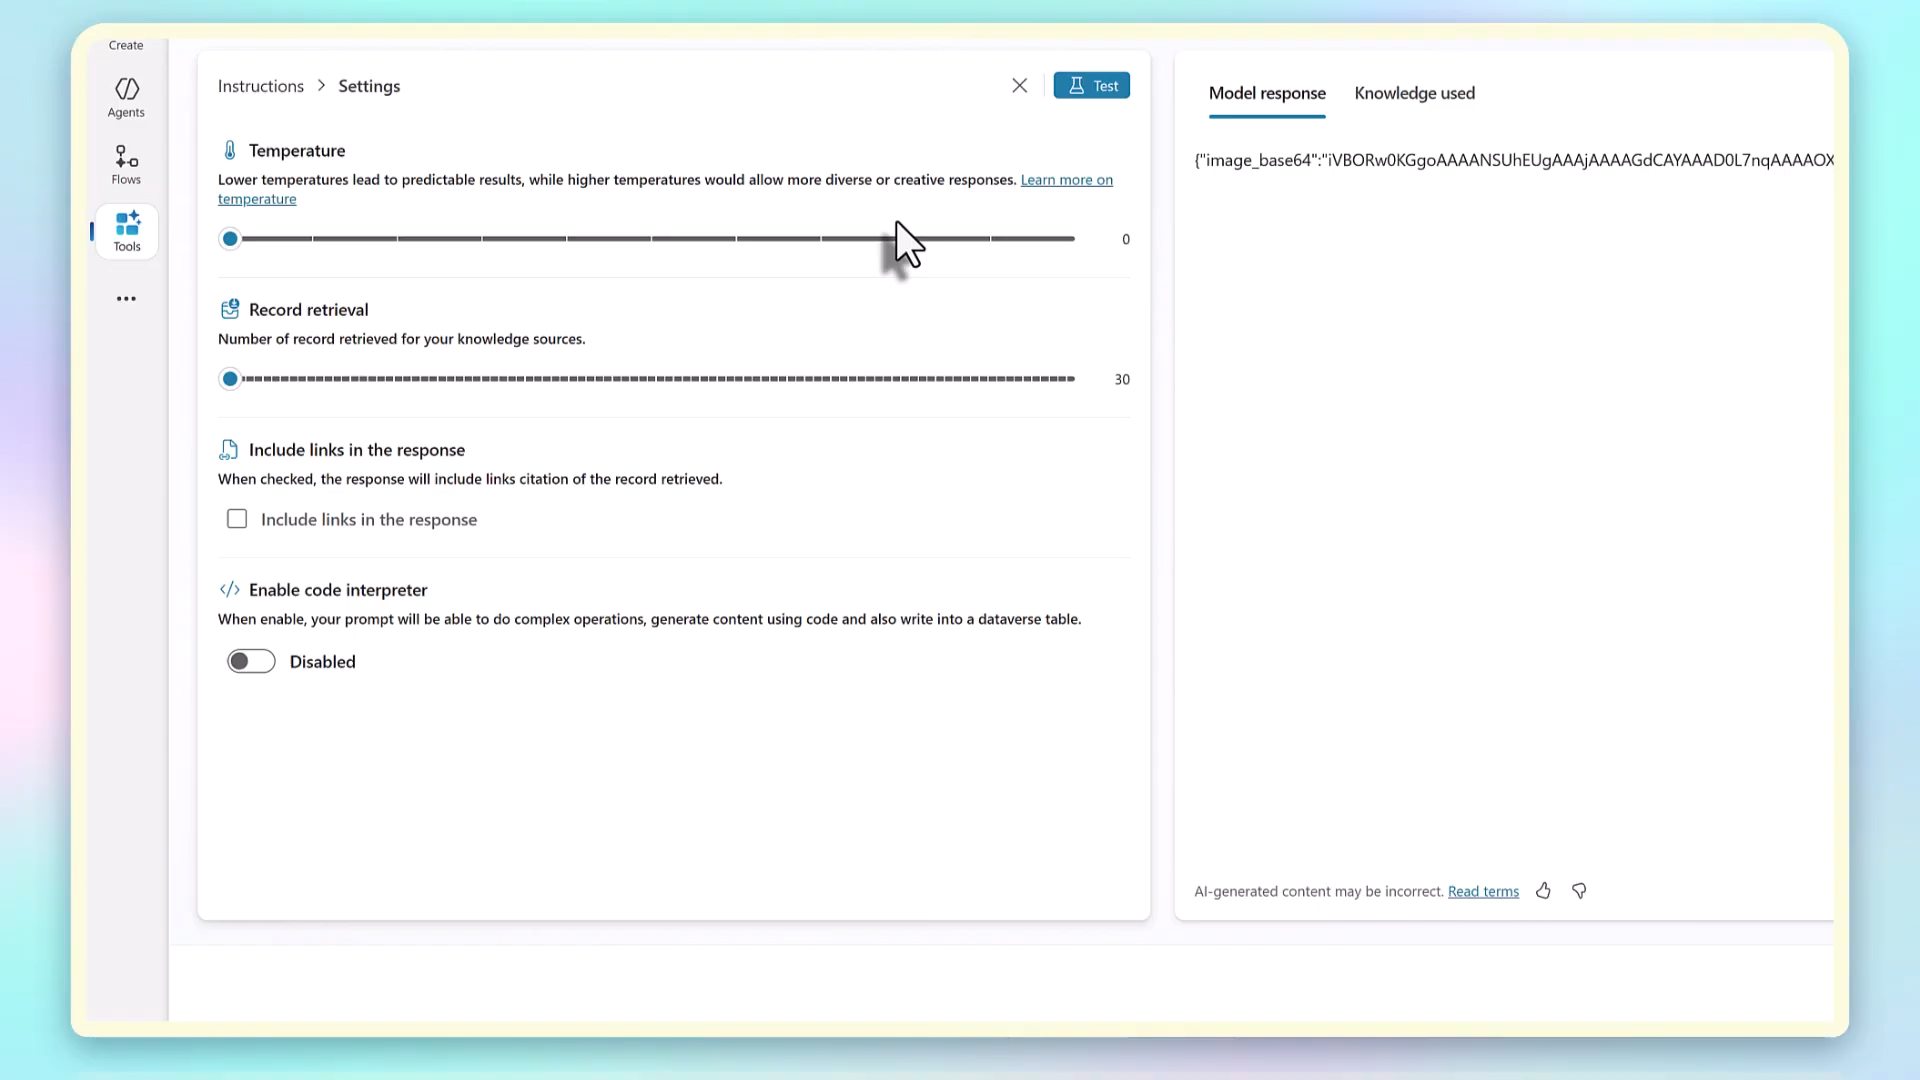 Create
Agents
Flows
Tools
Instructions > Settings
Test
Temperature
Lower temperatures lead to predictable results, while higher temperatures would allow more diverse or creative responses. Learn more on
temperature
0
Record retrieval
Number of record retrieved for your knowledge sources.
30
Include links in the response
When checked, the response will include links citation of the record retrieved.
Include links in the response
Enable code interpreter
When enable, your prompt will be able to do complex operations, generate content using code and also write into a dataverse table.
Disabled
Model response
Knowledge used
{"image_base64":"iVBORw0KGgoAAAANSUhEUgAAAjAAAAGdCAYAAAD0L7nqAAAAOX
AI-generated content may be incorrect. Read terms